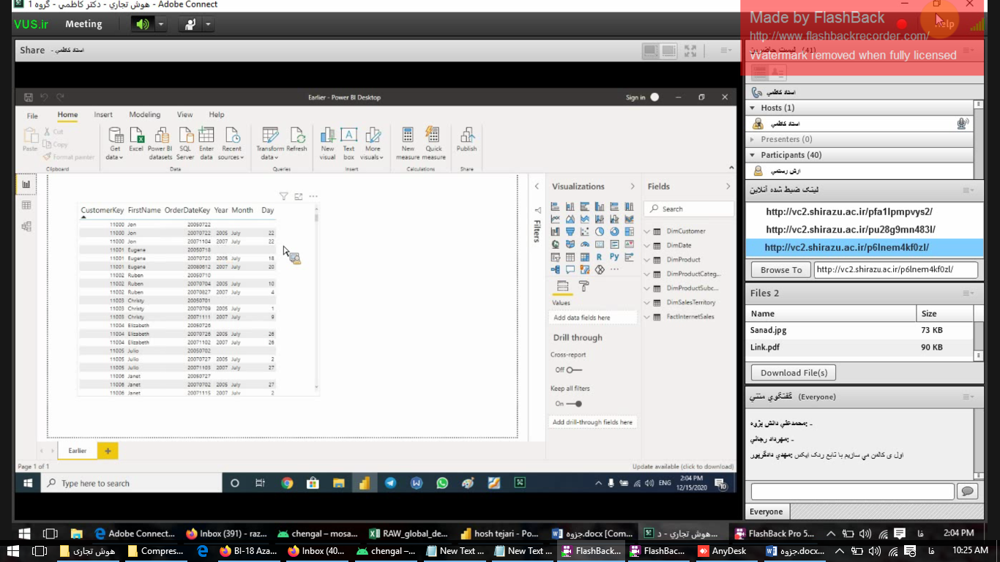 هوش تجاري - دکتر کاظمي - گروه 1 - Adobe Connect
VUS.ir Meeting Help
Made by FlashBack
http://www.flashbackrecorder.com/
Watermark removed when fully licensed
Share - استاد کاظمي
Earlier - Power BI Desktop Sign in
File Home Insert Modeling View Help
Paste Cut Copy Format painter
Get data Excel Power BI datasets SQL Server Enter data Recent sources Transform data Refresh New visual Text box More visuals New measure Quick measure Publish
Clipboard Data Queries Insert Calculations Share
CustomerKey FirstName OrderDateKey Year Month Day
11000 Jon 20050722
11000 Jon 20070722 2005 July 22
11000 Jon 20071104 2007 July 22
11001 Eugene 20050718
11001 Eugene 20070720 2005 July 18
11001 Eugene 20080612 2007 July 20
11002 Ruben 20050710
11002 Ruben 20070704 2005 July 10
11002 Ruben 20070827 2007 July 4
11003 Christy 20050701
11003 Christy 20070709 2005 July 1
11003 Christy 20071111 2007 July 9
11004 Elizabeth 20050726
11004 Elizabeth 20070726 2005 July 26
11004 Elizabeth 20071102 2007 July 26
11005 Julio 20050702
11005 Julio 20070727 2005 July 2
11005 Julio 20071103 2007 July 27
11006 Janet 20050727
11006 Janet 20070702 2005 July 27
11006 Janet 20071115 2007 July 2
Filters
Visualizations
Values
Add data fields here
Drill through
Cross-report
Off
Keep all filters
On
Add drill-through fields here
Fields
Search
DimCustomer
DimDate
DimProduct
DimProductCateg...
DimProductSubc...
DimSalesTerritory
FactInternetSales
Earlier
Page 1 of 1 Update available (click to download)
Type here to search ENG 2:04 PM
12/15/2020
ليست حاضرين (41)
استاد کاظمي
Hosts (1)
استاد کاظمي
Presenters (0)
Participants (40)
ارش رستمي
لينک ضبط شده آنلاين
http://vc2.shirazu.ac.ir/pfa1lpmpvys2/
http://vc2.shirazu.ac.ir/pu28g9mn483l/
http://vc2.shirazu.ac.ir/p6lnem4kf0zl/
Browse To http://vc2.shirazu.ac.ir/p6lnem4kf0zl/
Files 2
Name Size
Sanad.jpg 73 KB
Link.pdf 90 KB
Download File(s)
گفتگوي متني (Everyone)
محمدعلي دانش پژوه: -
مهرداد رجائي: -
مهدي دادگرپور: اول ي کالمن مي سازيم با تابع ردک ايکس
Everyone
Adobe Connect... Inbox (391) - raz... chengal – mosa... RAW_global_de... hosh tejari - Po... جزوه.docx [Com... هوش تجاري - د... FlashBack Pro 5... فا 2:04 PM
هوش تجاری Compres... BI-18 Aza... Inbox (40... chengel –... New Text ... New Text ... FlashBack... FlashBac... AnyDesk جزوه.docx... فا 10:25 AM